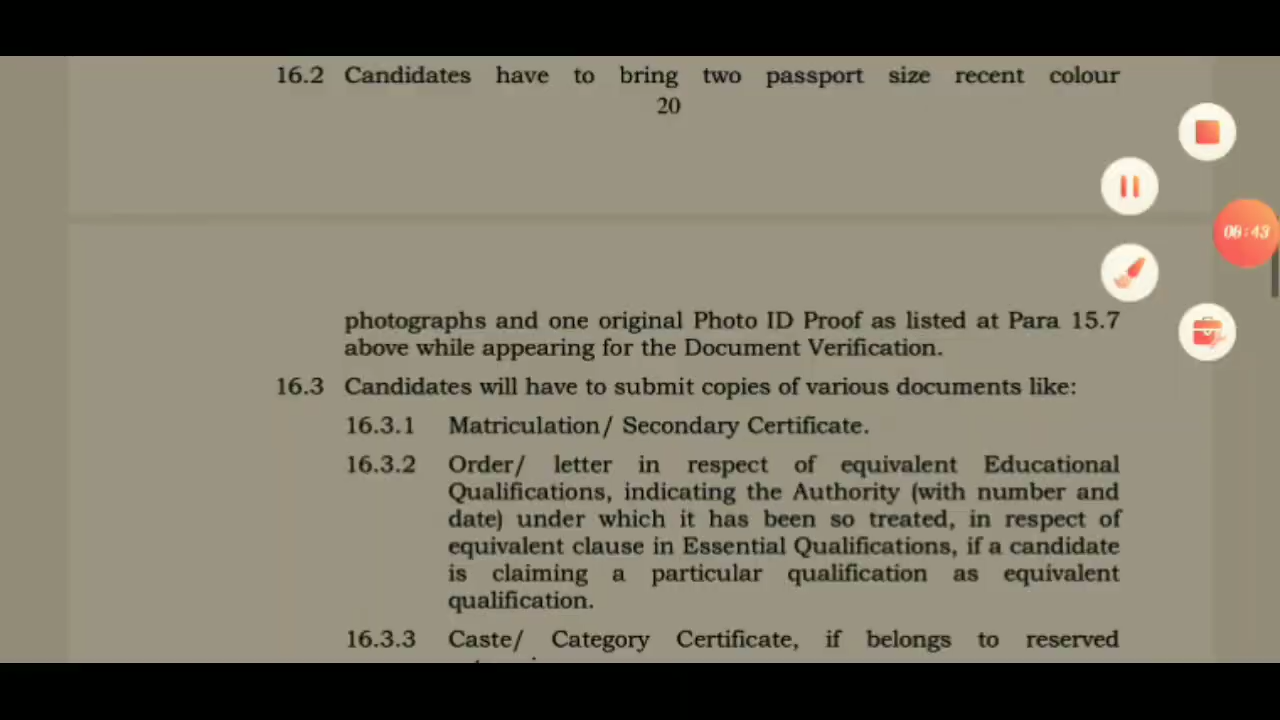 16.2 Candidates have to bring two passport size recent colour
20
photographs and one original Photo ID Proof as listed at Para 15.7
above while appearing for the Document Verification.
16.3 Candidates will have to submit copies of various documents like:
16.3.1 Matriculation/ Secondary Certificate.
16.3.2 Order/ letter in respect of equivalent Educational
Qualifications, indicating the Authority (with number and
date) under which it has been so treated, in respect of
equivalent clause in Essential Qualifications, if a candidate
is claiming a particular qualification as equivalent
qualification.
16.3.3 Caste/ Category Certificate, if belongs to reserved